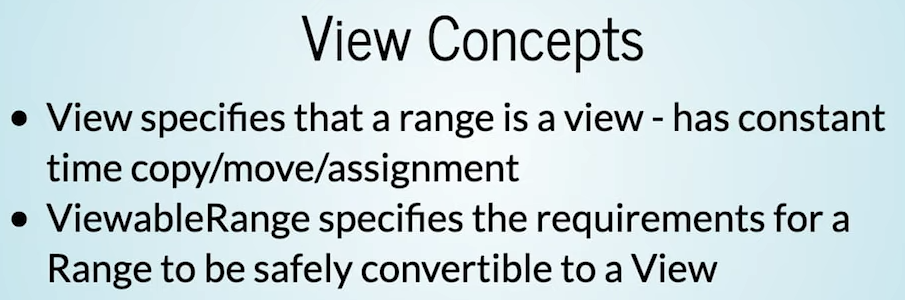 View Concepts
• View specifies that a range is a view - has constant
time copy/move/assignment
• ViewableRange specifies the requirements for a
Range to be safely convertible to a View